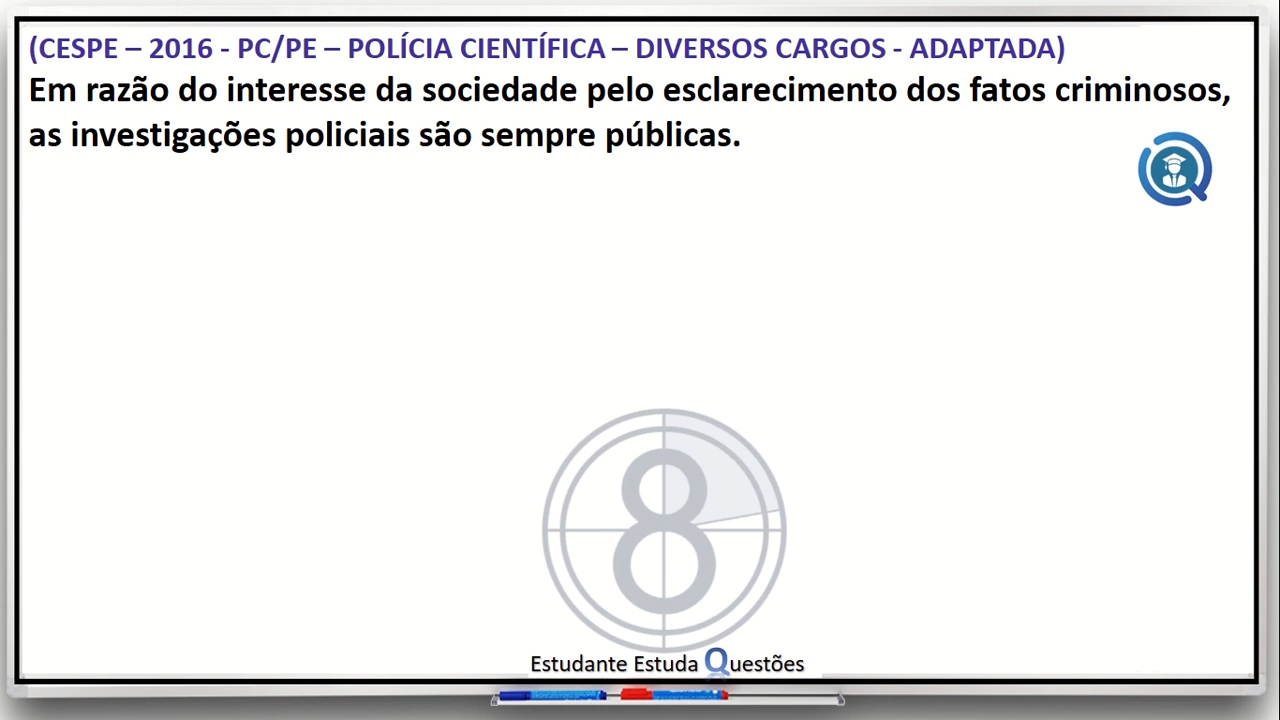 (CESPE – 2016 - PC/PE – POLÍCIA CIENTÍFICA – DIVERSOS CARGOS - ADAPTADA)
Em razão do interesse da sociedade pelo esclarecimento dos fatos criminosos,
as investigações policiais são sempre públicas.
8
Estudante Estuda Questões